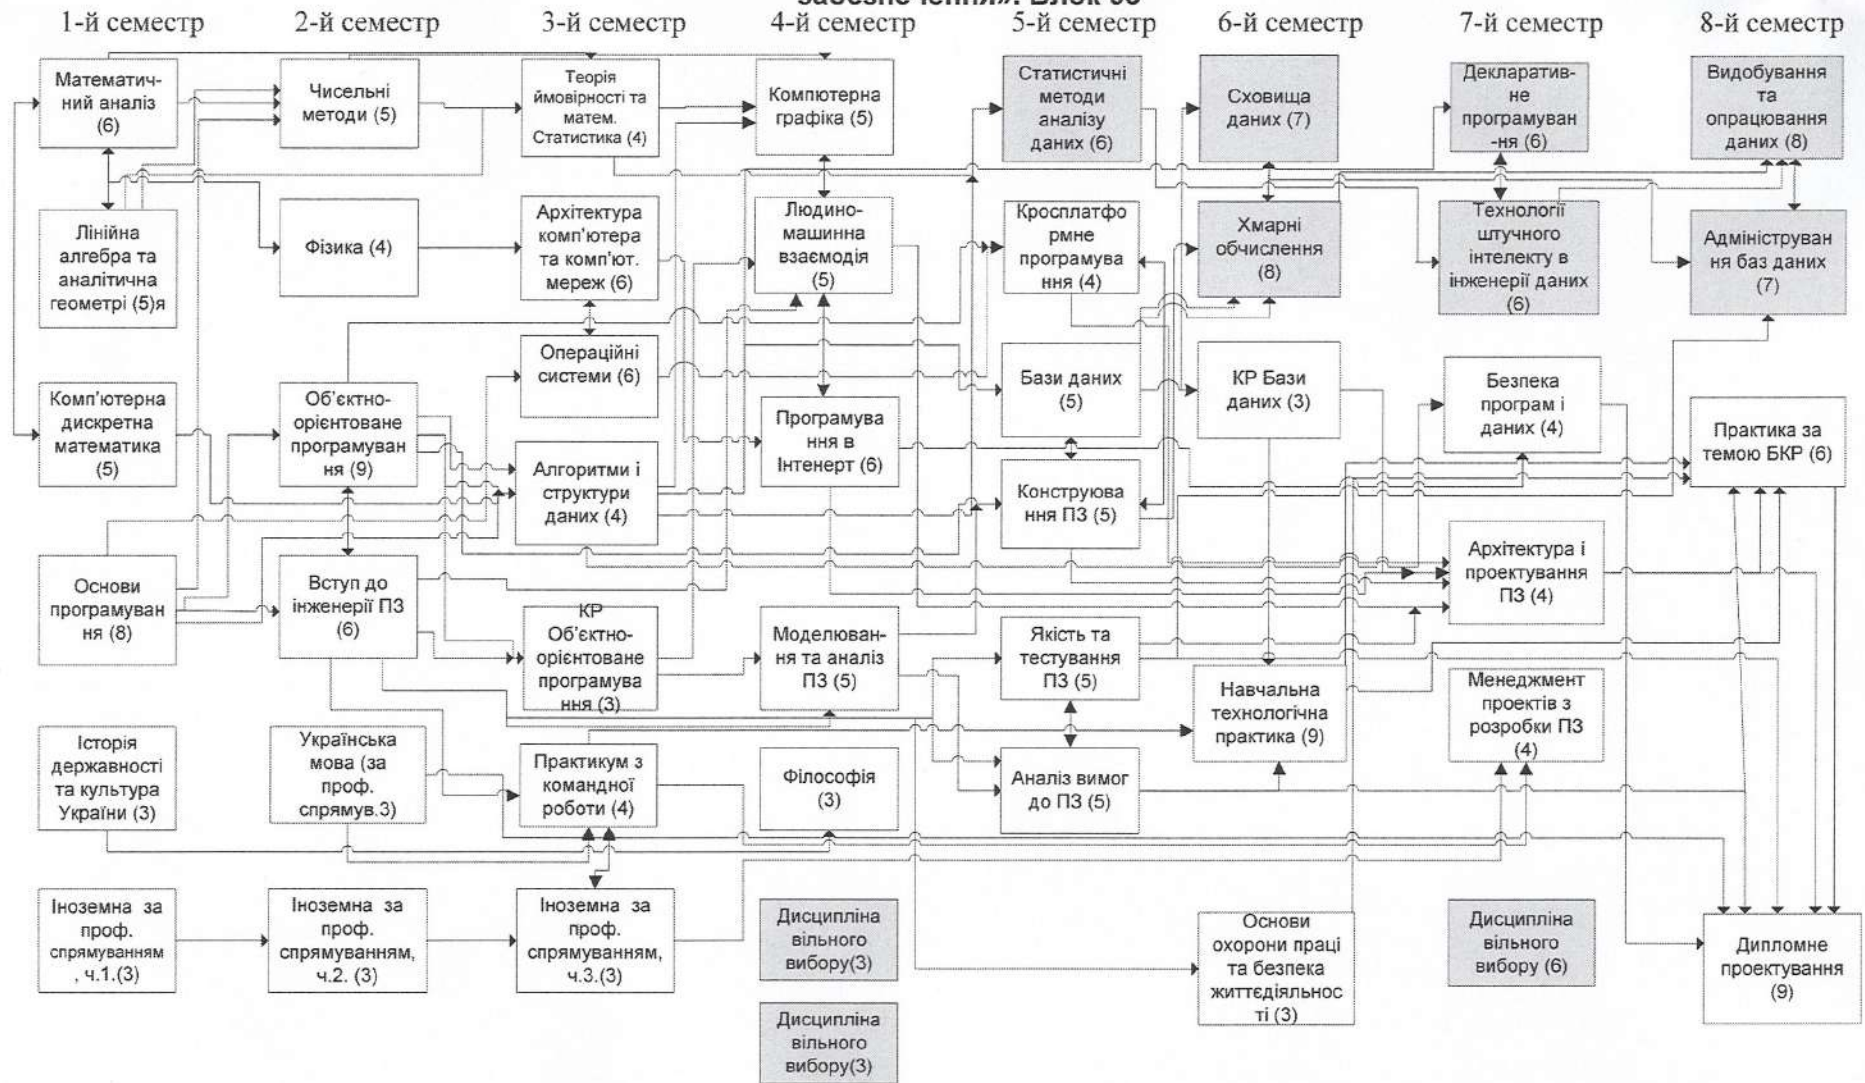 1-й семестр
2-й семестр
3-й семестр
4-й семестр
5-й семестр
6-й семестр
7-й семестр
8-й семестр
Математич-
ний аналіз
(6)
Лінійна
алгебра та
аналітична
геометрі (5)я
Комп'ютерна
дискретна
математика
(5)
Основи
програмуван
ня (8)
Історія
державності
та культура
України (3)
Іноземна за
проф.
спрямуванням
, ч.1.(3)
Чисельні
методи (5)
Фізика (4)
Об'єктно-
орієнтоване
програмуван
ня (9)
Вступ до
інженерії ПЗ
(6)
Українська
мова (за
проф.
спрямув.3)
Іноземна за
проф.
спрямуванням,
ч.2. (3)
Теорія
ймовірності та
матем.
Статистика (4)
Архітектура
комп'ютера
та комп'ют.
мереж (6)
Операційні
системи (6)
Алгоритми і
структури
даних (4)
КР
Об'єктно-
орієнтоване
програмува
ння (3)
Практикум з
командної
роботи (4)
Іноземна за
проф.
спрямуванням,
ч.3.(3)
Компютерна
графіка (5)
Людино-
машинна
взаємодія
(5)
Програмува
ння в
Інтенерт (6)
Моделюван-
ня та аналіз
ПЗ (5)
Філософія
(3)
Дисципліна
вільного
вибору(3)
Дисципліна
вільного
вибору(3)
Статистичні
методи
аналізу
даних (6)
Кросплатфо
рмне
програмува
ння (4)
Бази даних
(5)
Конструюва
ння ПЗ (5)
Якість та
тестування
ПЗ (5)
Аналіз вимог
до ПЗ (5)
Сховища
даних (7)
Хмарні
обчислення
(8)
КР Бази
даних (3)
Навчальна
технологічна
практика (9)
Основи
охорони праці
та безпека
життєдіяльнос
ті (3)
Декларатив-
не
програмуван
-ня (6)
Технології
штучного
інтелекту в
інженерії даних
(6)
Безпека
програм і
даних (4)
Архітектура і
проектування
ПЗ (4)
Менеджмент
проектів з
розробки ПЗ
(4)
Дисципліна
вільного
вибору (6)
Видобування
та
опрацювання
даних (8)
Адмініструван
ня баз даних
(7)
Практика за
темою БКР (6)
Дипломне
проектування
(9)